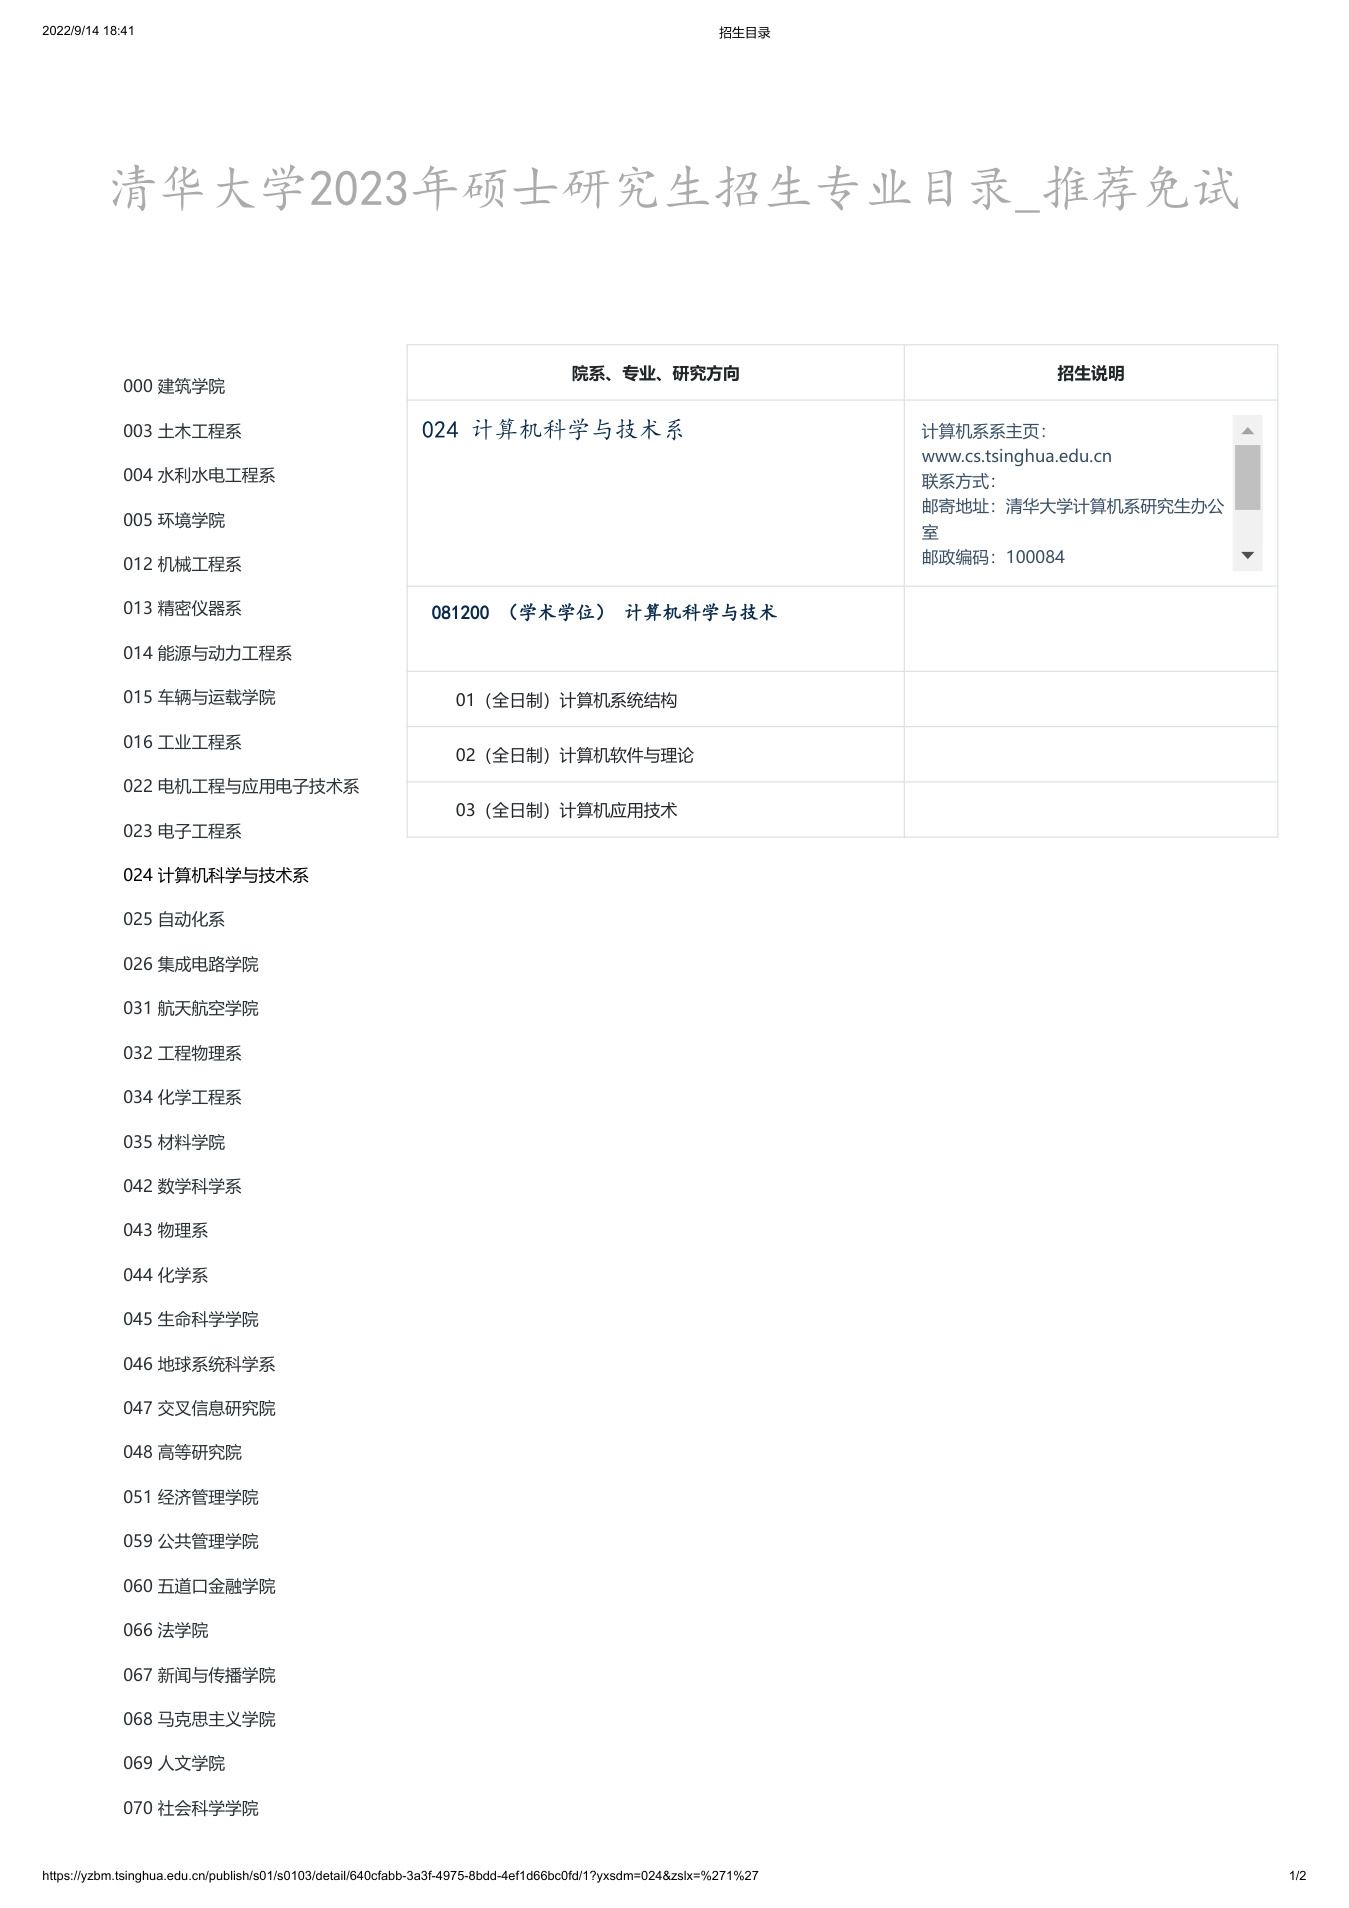 2022/9/14 18:41
招生目录
清华大学2023年硕士研究生招生专业目录_推荐免试
000 建筑学院
003 土木工程系
004 水利水电工程系
005 环境学院
012 机械工程系
013 精密仪器系
014 能源与动力工程系
015 车辆与运载学院
016 工业工程系
022 电机工程与应用电子技术系
023 电子工程系
024 计算机科学与技术系
025 自动化系
026 集成电路学院
031 航天航空学院
032 工程物理系
034 化学工程系
035 材料学院
042 数学科学系
043 物理系
044 化学系
045 生命科学学院
046 地球系统科学系
047 交叉信息研究院
048 高等研究院
051 经济管理学院
059 公共管理学院
060 五道口金融学院
066 法学院
067 新闻与传播学院
068 马克思主义学院
069 人文学院
070 社会科学学院
院系、专业、研究方向
招生说明
024 计算机科学与技术系
计算机系系主页：
www.cs.tsinghua.edu.cn
联系方式：
邮寄地址：清华大学计算机系研究生办公
室
邮政编码：100084
081200 （学术学位） 计算机科学与技术
01（全日制）计算机系统结构
02（全日制）计算机软件与理论
03（全日制）计算机应用技术
https://yzbm.tsinghua.edu.cn/publish/s01/s0103/detail/640cfabb-3a3f-4975-8bdd-4ef1d66bc0fd/1?yxsdm=024&zslx=%271%27
1/2